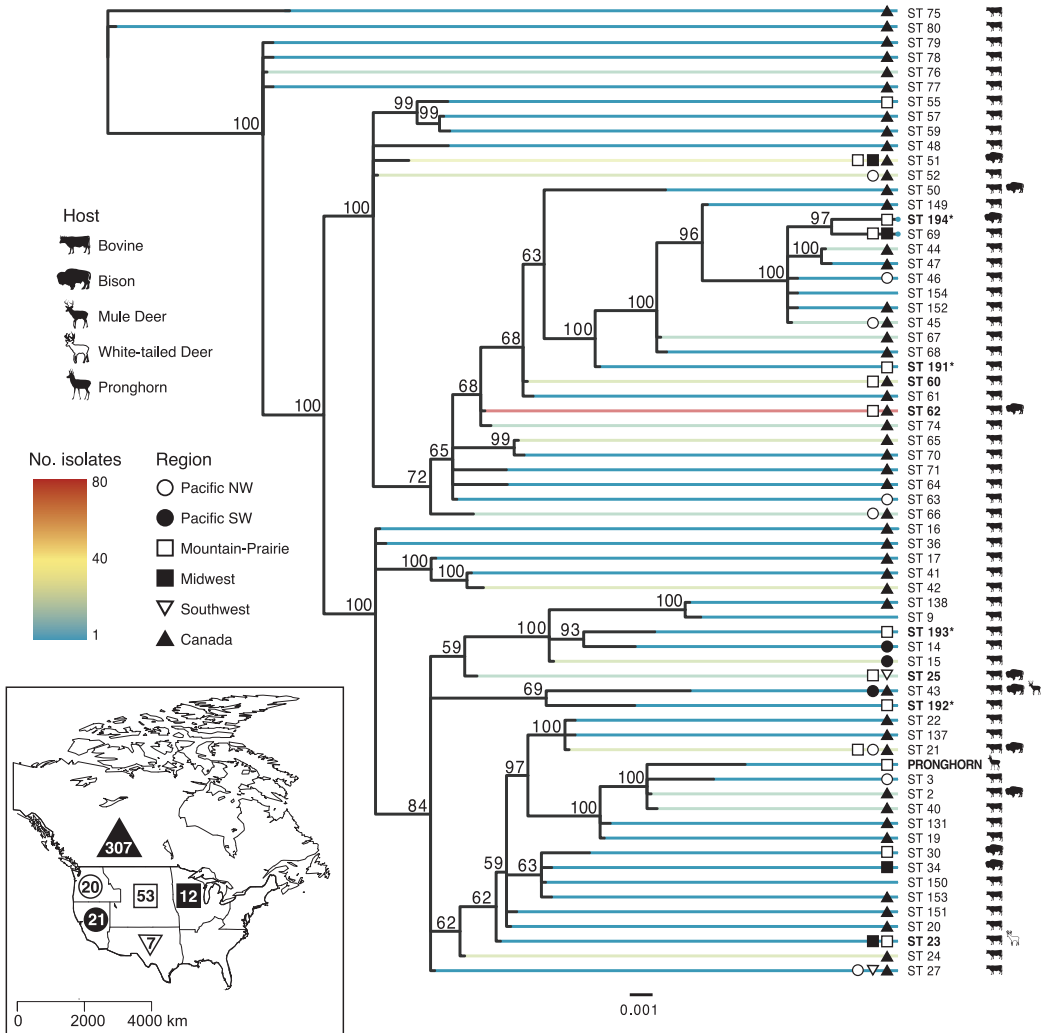 Host
Bovine
Bison
Mule Deer
White-tailed Deer
Pronghorn
No. isolates
80
40
1
Region
Pacific NW
Pacific SW
Mountain-Prairie
Midwest
Southwest
Canada
307
20
53
12
21
7
0
2000
4000 km
100
99
99
100
97
96
63
100
100
100
100
68
68
99
65
72
100
100
100
100
100
93
100
59
69
100
97
100
100
84
59
63
62
62
0.001
ST 75
ST 80
ST 79
ST 78
ST 76
ST 77
ST 55
ST 57
ST 59
ST 48
ST 51
ST 52
ST 50
ST 149
ST 194*
ST 69
ST 44
ST 47
ST 46
ST 154
ST 152
ST 45
ST 67
ST 68
ST 191*
ST 60
ST 61
ST 62
ST 74
ST 65
ST 70
ST 71
ST 64
ST 63
ST 66
ST 16
ST 36
ST 17
ST 41
ST 42
ST 138
ST 9
ST 193*
ST 14
ST 15
ST 25
ST 43
ST 192*
ST 22
ST 137
ST 21
PRONGHORN
ST 3
ST 2
ST 40
ST 131
ST 19
ST 30
ST 34
ST 150
ST 153
ST 151
ST 20
ST 23
ST 24
ST 27